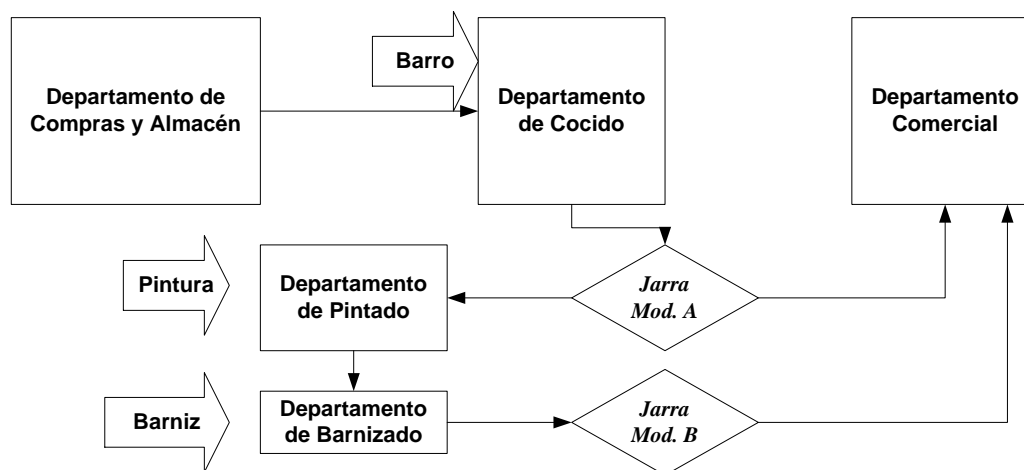 Departamento de
Compras y Almacén
Barro
Departamento
de Cocido
Departamento
Comercial
Pintura
Departamento
de Pintado
Jarra
Mod. A
Barniz
Departamento
de Barnizado
Jarra
Mod. B